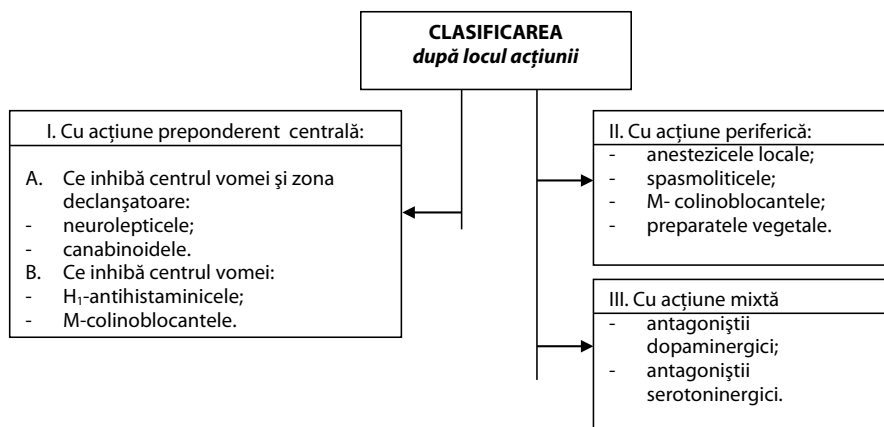 CLASIFICAREA
după locul acțiunii
I. Cu acțiune preponderent centrală:
A. Ce inhibă centrul vomei şi zona
declanşatoare:
- neurolepticele;
- canabinoidele.
B. Ce inhibă centrul vomei:
- H₁-antihistaminicele;
- M-colinoblocantele.
II. Cu acțiune periferică:
- anestezicele locale;
- spasmoliticele;
- M- colinoblocantele;
- preparatele vegetale.
III. Cu acțiune mixtă
- antagoniştii
dopaminergici;
- antagoniştii
serotoninergici.